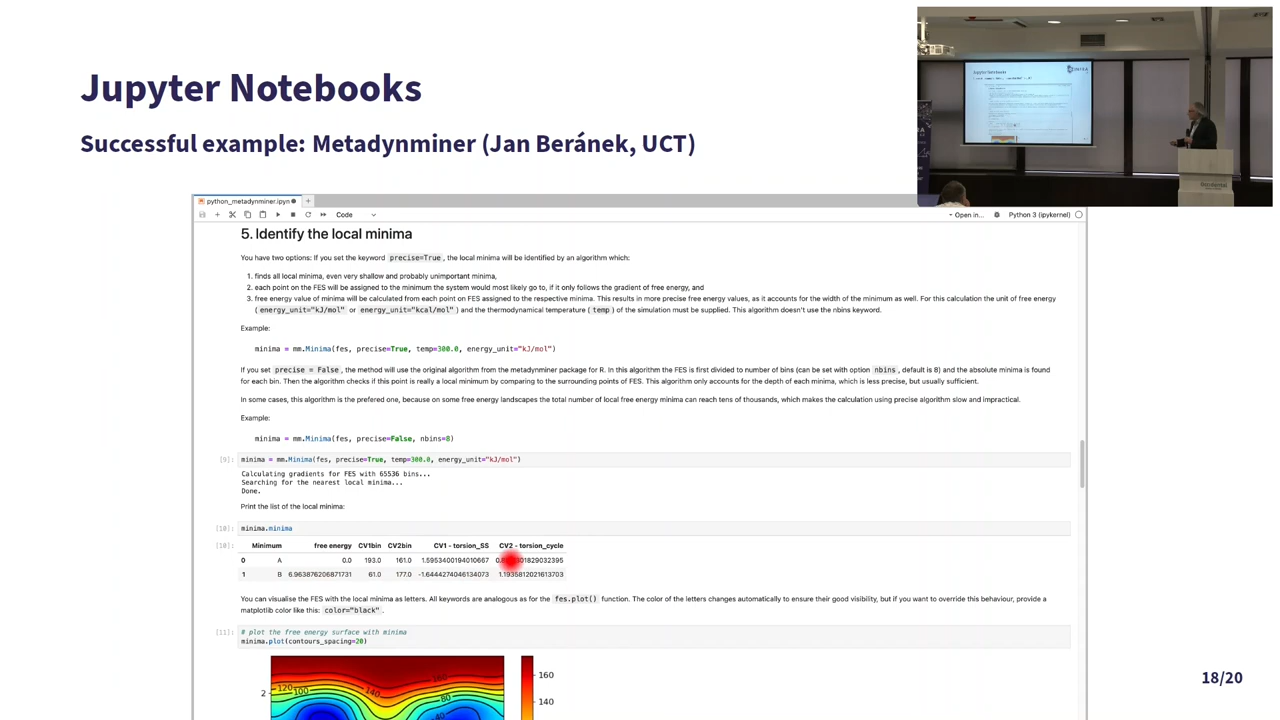 Jupyter Notebooks
Successful example: Metadynminer (Jan Beránek, UCT)
python_metadynminer.ipyn
Code
Open in...
Python 3 (ipykernel)
5. Identify the local minima
You have two options: If you set the keyword precise=True, the local minima will be identified by an algorithm which:
1. finds all local minima, even very shallow and probably unimportant minima,
2. each point on the FES will be assigned to the minimum the system would most likely go to, if it only follows the gradient of free energy, and
3. free energy value of minima will be calculated from each point on FES assigned to the respective minima. This results in more precise free energy values, as it accounts for the width of the minimum as well. For this calculation the unit of free energy
(energy_unit="kJ/mol" or energy_unit="kcal/mol") and the thermodynamical temperature (temp) of the simulation must be supplied. This algorithm doesn't use the nbins keyword.
Example:
minima = mm.Minima(fes, precise=True, temp=300.0, energy_unit="kJ/mol")
If you set precise = False, the method will use the original algorithm from the metadynminer package for R. In this algorithm the FES is first divided to number of bins (can be set with option nbins, default is 8) and the absolute minima is found
for each bin. Then the algorithm checks if this point is really a local minimum by comparing to the surrounding points of FES. This algorithm only accounts for the depth of each minima, which is less precise, but usually sufficient.
In some cases, this algorithm is the prefered one, because on some free energy landscapes the total number of local free energy minima can reach tens of thousands, which makes the calculation using precise algorithm slow and impractical.
Example:
minima = mm.Minima(fes, precise=False, nbins=8)
[9]: minima = mm.Minima(fes, precise=True, temp=300.0, energy_unit="kJ/mol")
Calculating gradients for FES with 65536 bins...
Searching for the nearest local minima...
Done.
Print the list of the local minima:
[10]: minima.minima
[10]: Minimum free energy CV1bin CV2bin CV1 - torsion_SS CV2 - torsion_cycle
0 A 0.0 193.0 161.0 1.5953400194010667
1 B 6.963876206871731 61.0 177.0 -1.6444274046134073 1.1935812021613703
You can visualise the FES with the local minima as letters. All keywords are analogous as for the fes.plot() function. The color of the letters changes automatically to ensure their good visibility, but if you want to override this behaviour, provide a
matplotlib color like this: color="black".
[11]: # plot the free energy surface with minima
minima.plot(contours_spacing=20)
160
140
2
120
100
140
80
18/20